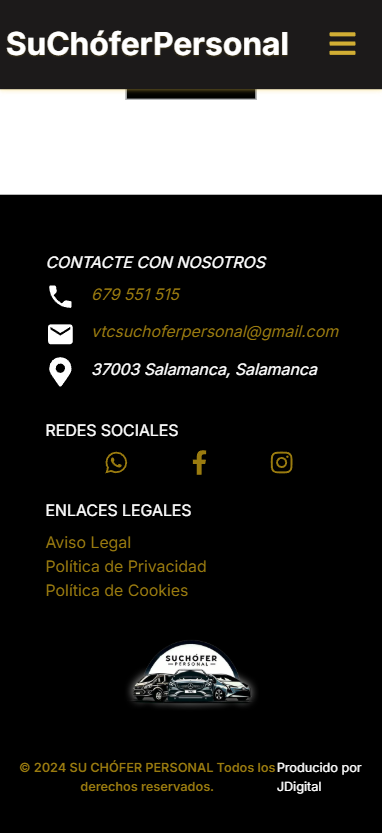 SuChóferPersonal
CONTACTE CON NOSOTROS
679 551 515
vtcsuchoferpersonal@gmail.com
37003 Salamanca, Salamanca
REDES SOCIALES
ENLACES LEGALES
Aviso Legal
Política de Privacidad
Política de Cookies
SUCHÓFER
PERSONAL
© 2024 SU CHÓFER PERSONAL Todos los
derechos reservados.
Producido por
JDigital